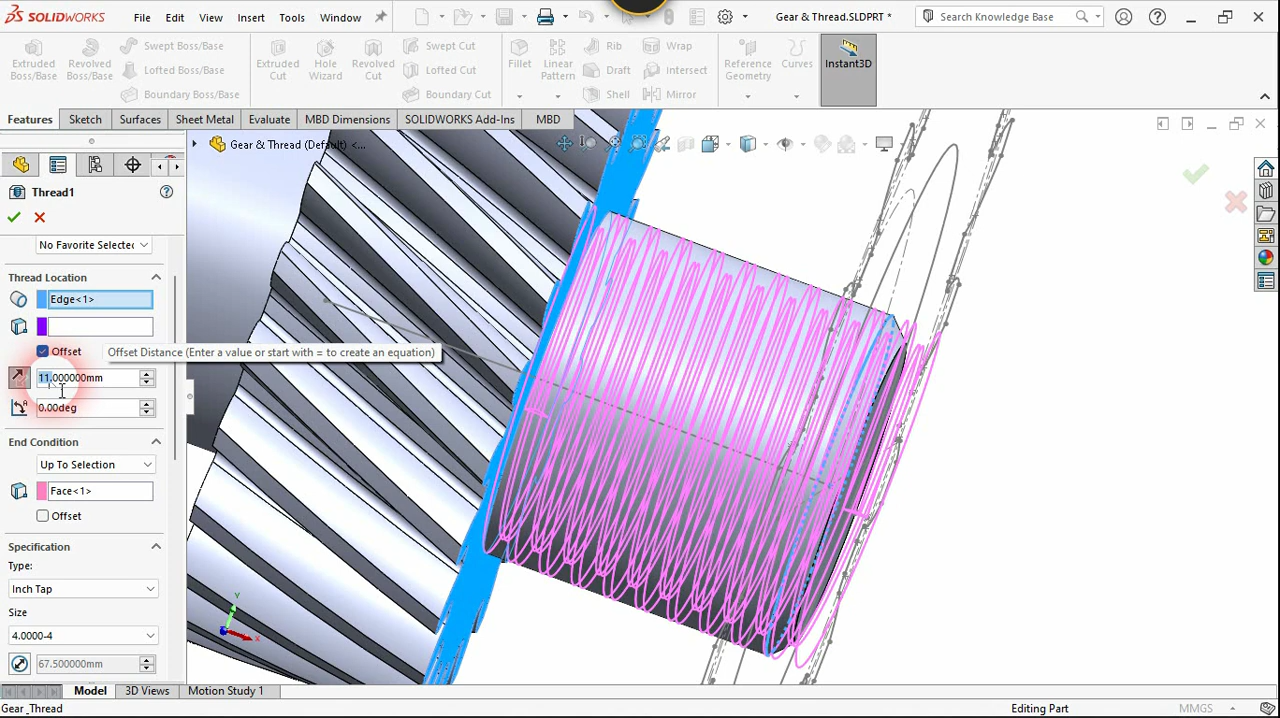 SOLIDWORKS File Edit View Insert Tools Window Gear & Thread.SLDPRT * Search Knowledge Base
Extruded Boss/Base
Revolved Boss/Base
Swept Boss/Base
Lofted Boss/Base
Boundary Boss/Base
Extruded Cut
Hole Wizard
Revolved Cut
Swept Cut
Lofted Cut
Boundary Cut
Fillet
Linear Pattern
Rib
Draft
Shell
Wrap
Intersect
Mirror
Reference Geometry
Curves
Instant3D
Features Sketch Surfaces Sheet Metal Evaluate MBD Dimensions SOLIDWORKS Add-Ins MBD
Gear & Thread (Default) <...
Thread1
No Favorite Selected
Thread Location
Edge<1>
Offset
Offset Distance (Enter a value or start with = to create an equation)
11.000000mm
0.00deg
End Condition
Up To Selection
Face<1>
Offset
Specification
Type:
Inch Tap
Size
4.0000-4
67.500000mm
Y
X
Model 3D Views Motion Study 1
Gear _Thread Editing Part MMGS